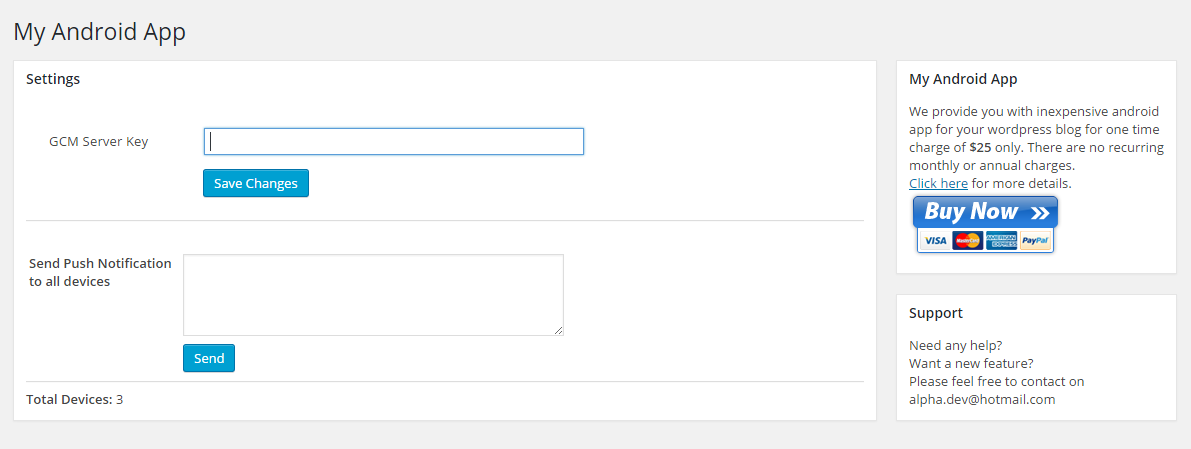 My Android App
Settings
GCM Server Key
Save Changes
Send Push Notification
to all devices
Send
Total Devices: 3
My Android App
We provide you with inexpensive android
app for your wordpress blog for one time
charge of $25 only. There are no recurring
monthly or annual charges.
Click here for more details.
Buy Now »
VISA MasterCard AMERICAN EXPRESS PayPal
Support
Need any help?
Want a new feature?
Please feel free to contact on
alpha.dev@hotmail.com